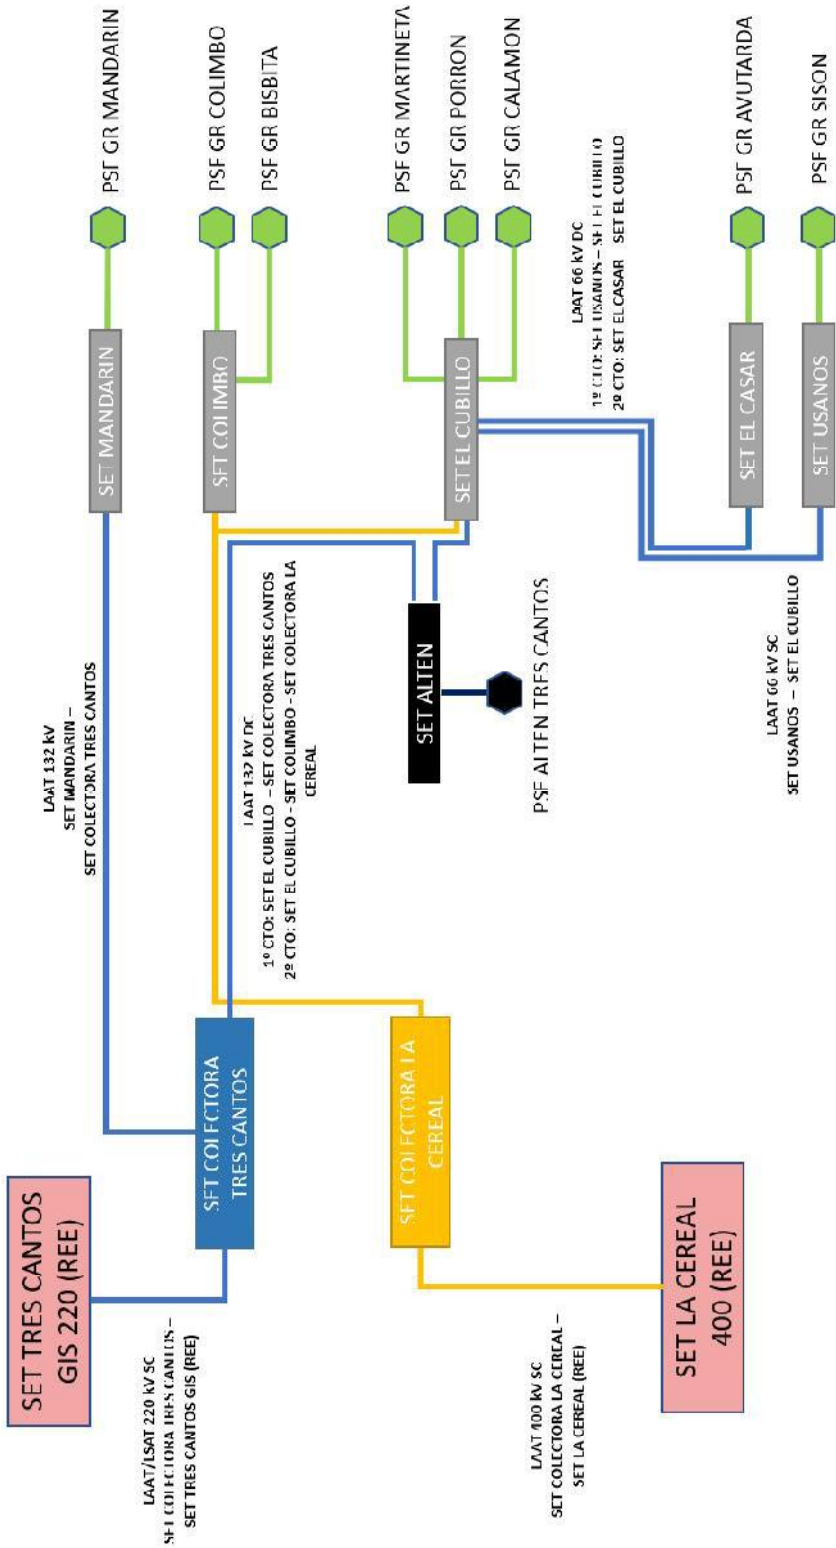 SET TRES CANTOS
GIS 220 (REE)
LAAT 132 kV
SET MANDARIN –
SET COLECTORA TRES CANTOS
SET MANDARIN
PSF GR MANDARIN
LAAT/LSAT 220 kV SC
SET COLECTORA TRES CANTOS –
SET TRES CANTOS GIS (REE)
SET COLECTORA
TRES CANTOS
SET COLIMBO
PSF GR COLIMBO
PSF GR BISBITA
LAAT 132 kV DC
1º CTO: SET EL CUBILLO – SET COLECTORA TRES CANTOS
2º CTO: SET EL CUBILLO - SET COLIMBO - SET COLECTORA LA
CEREAL
SET COLECTORA LA
CEREAL
SET ALTEN
SET EL CUBILLO
PSF GR MARTINETA
PSF GR PORRON
PSF GR CALAMON
PSF ALTEN TRES CANTOS
LAAT 400 kV SC
SET COLECTORA LA CEREAL –
SET LA CEREAL (REE)
LAAT 66 kV DC
1º CTO: SET USANOS – SET EL CUBILLO
2º CTO: SET ELCASAR SET EL CUBILLO
SET LA CEREAL
400 (REE)
SET EL CASAR
PSF GR AVUTARDA
LAAT 66 kV SC
SET USANOS – SET EL CUBILLO
SET USANOS
PSF GR SISON